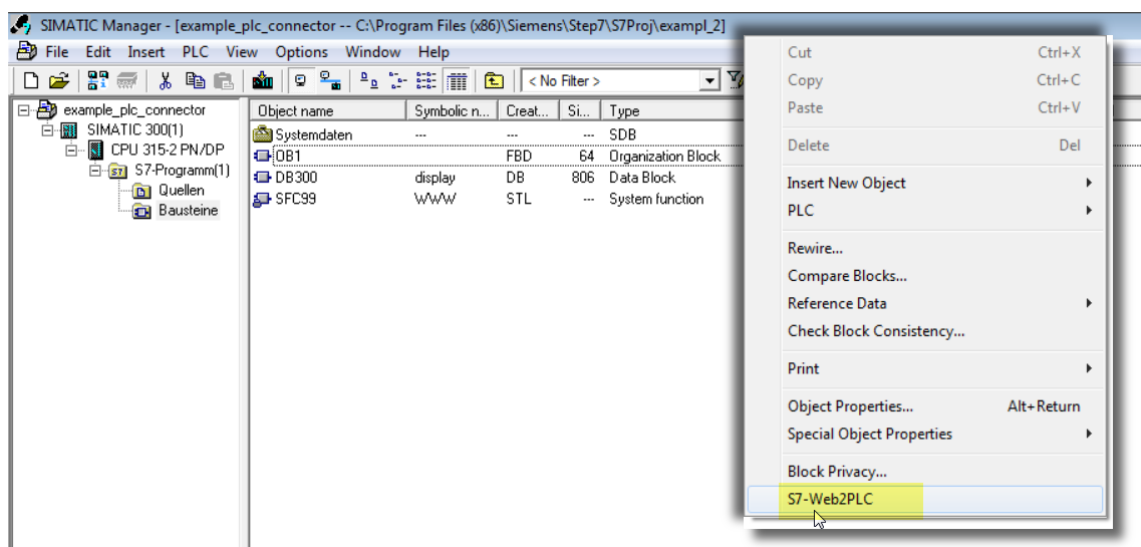 SIMATIC Manager - [example_plc_connector -- C:\Program Files (x86)\Siemens\Step7\S7Proj\exampl_2]
File Edit Insert PLC View Options Window Help
< No Filter >
example_plc_connector
SIMATIC 300(1)
CPU 315-2 PN/DP
S7-Programm(1)
Quellen
Bausteine
Object name Symbolic n... Creat... Si... Type
Systemdaten --- --- --- SDB
OB1 FBD 64 Organization Block
DB300 display DB 806 Data Block
SFC99 WWW STL --- System function
Cut Ctrl+X
Copy Ctrl+C
Paste Ctrl+V
Delete Del
Insert New Object
PLC
Rewire...
Compare Blocks...
Reference Data
Check Block Consistency...
Print
Object Properties... Alt+Return
Special Object Properties
Block Privacy...
S7-Web2PLC